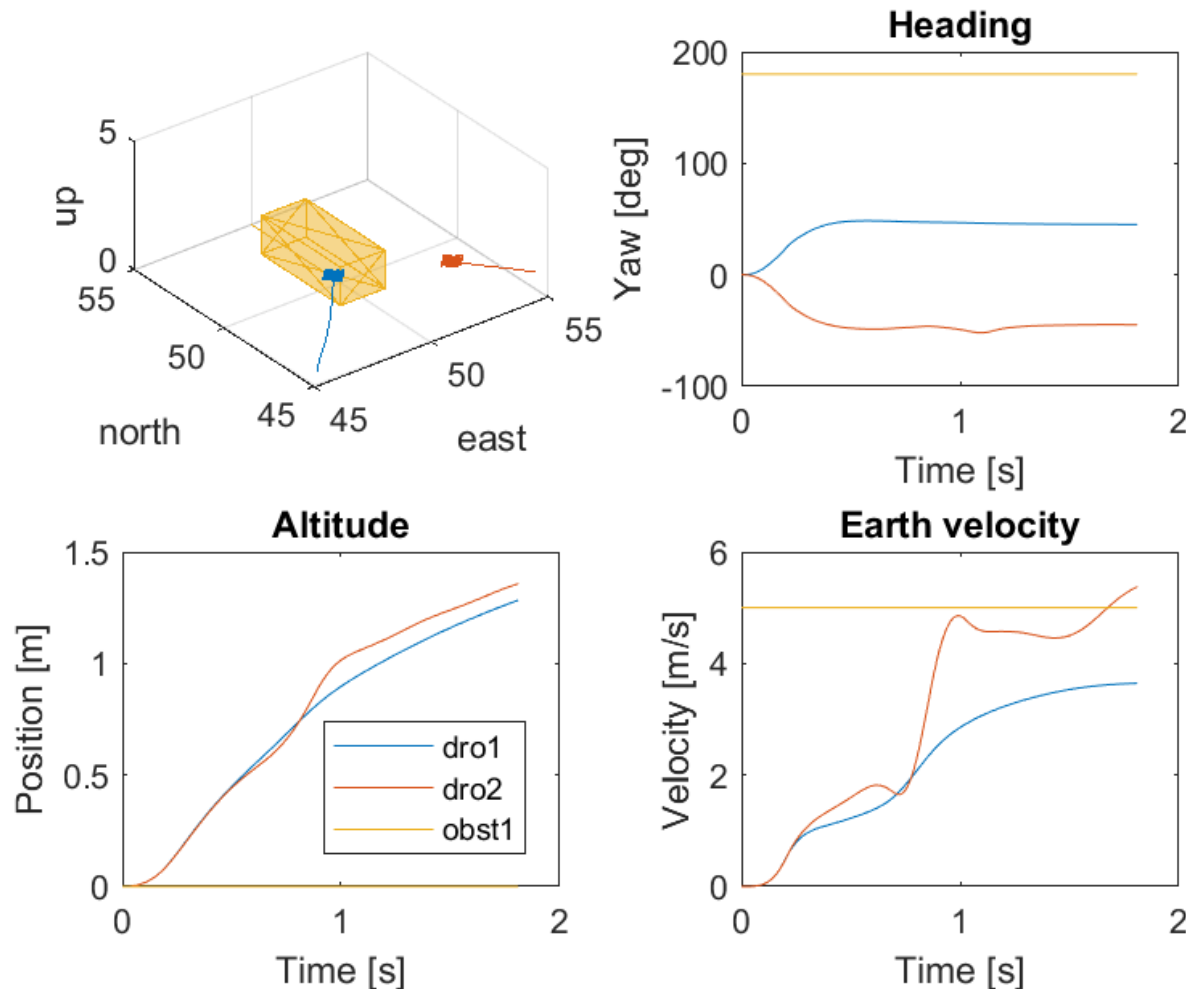 up
5
0
55
50
45
north
45
50
55
east
Heading
Yaw [deg]
200
100
0
-100
0
1
2
Time [s]
Altitude
Position [m]
1.5
1
0.5
0
0
1
2
Time [s]
dro1
dro2
obst1
Earth velocity
Velocity [m/s]
6
4
2
0
0
1
2
Time [s]